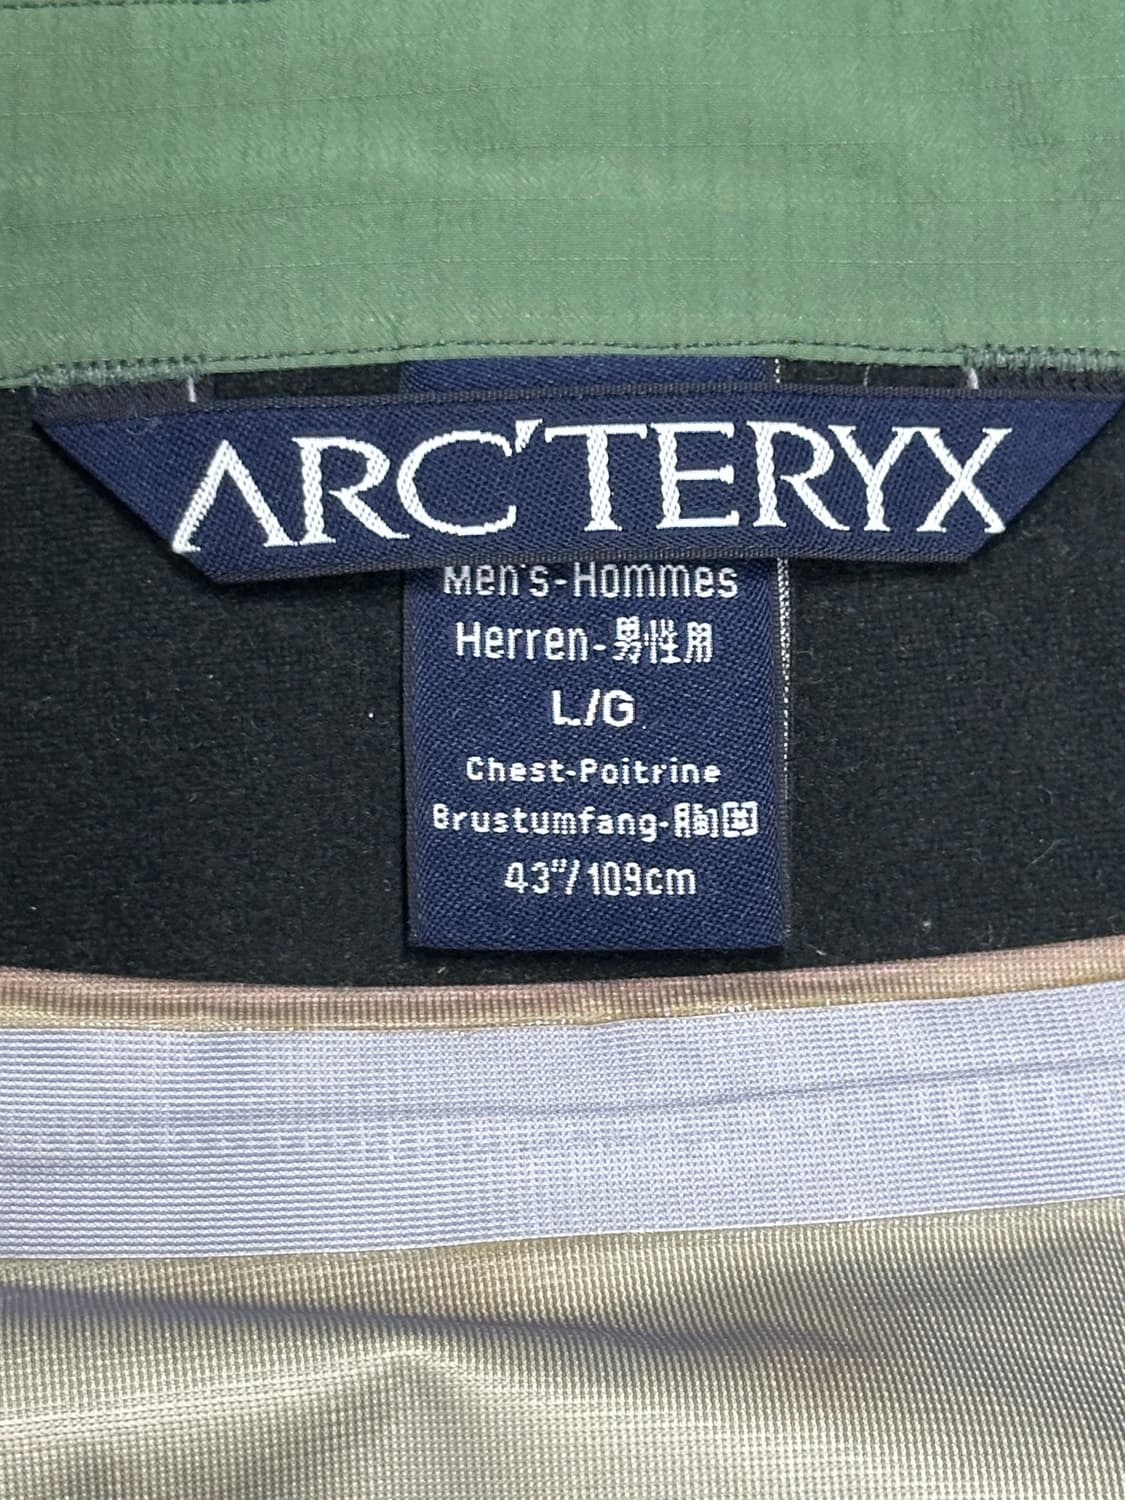 ARC'TERYX
Men's-Hommes
Herren-男性用
L/G
Chest-Poitrine
Brustumfang-胸囲
43"/109cm